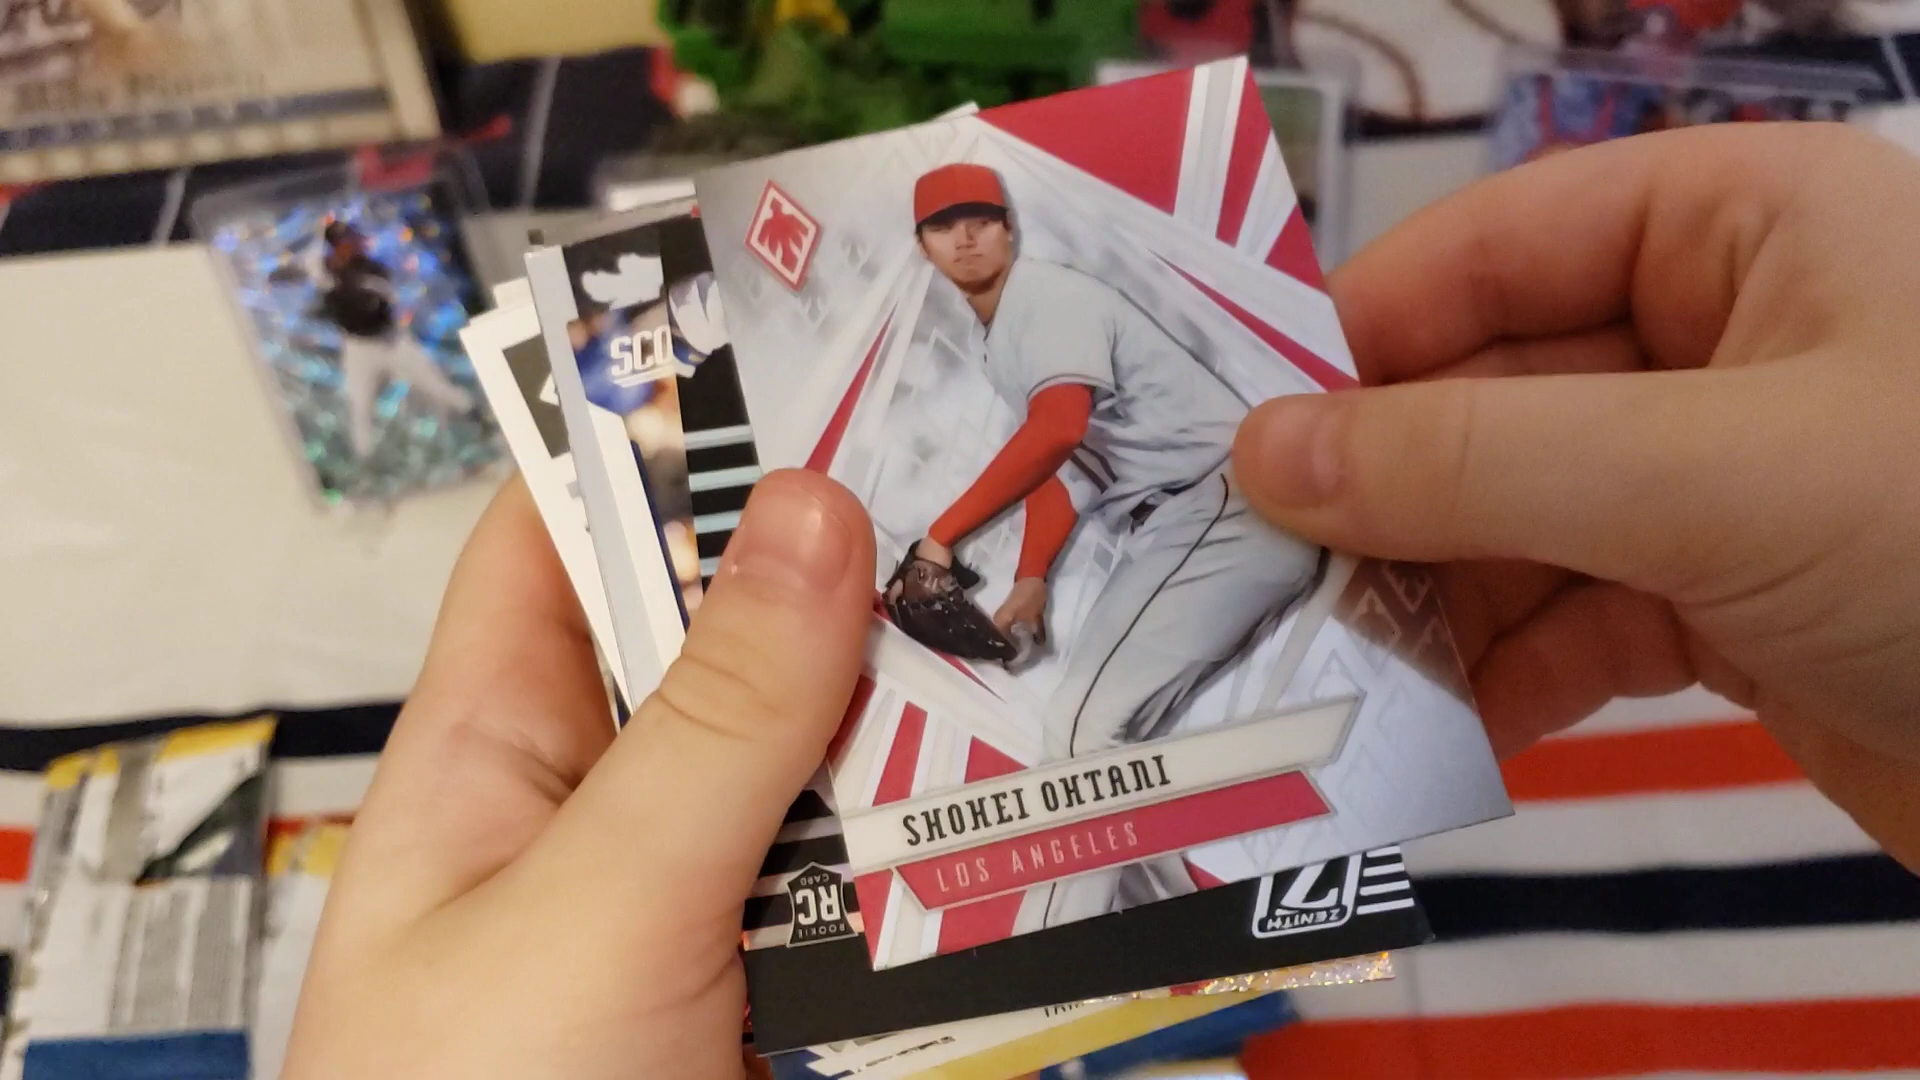 SCO
SHOHEI OHTANI
LOS ANGELES
RC
ROOKIE
CARD
Z
ZENITH